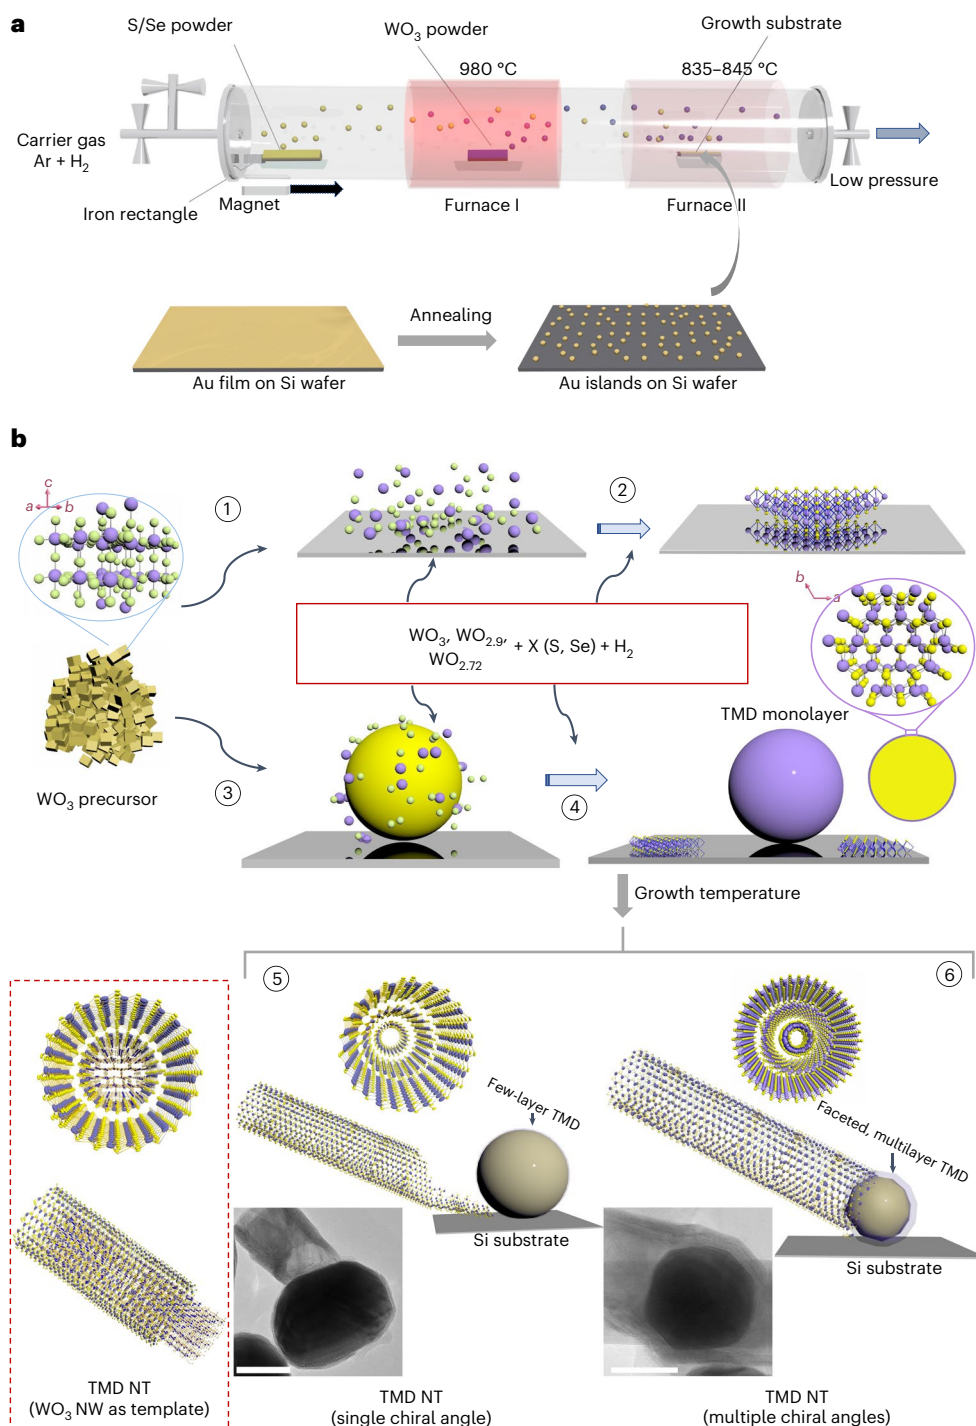 a
S/Se powder
WO3 powder
Growth substrate
980 °C
835–845 °C
Carrier gas
Ar + H2
Low pressure
Iron rectangle
Magnet
Furnace I
Furnace II
Annealing
Au film on Si wafer
Au islands on Si wafer
b
c
a
b
1
2
b
a
WO3, WO2.9,
WO2.72
+ X (S, Se) + H2
TMD monolayer
WO3 precursor
3
4
Growth temperature
5
6
Few-layer TMD
Faceted, multilayer TMD
Si substrate
Si substrate
TMD NT
(WO3 NW as template)
TMD NT
(single chiral angle)
TMD NT
(multiple chiral angles)